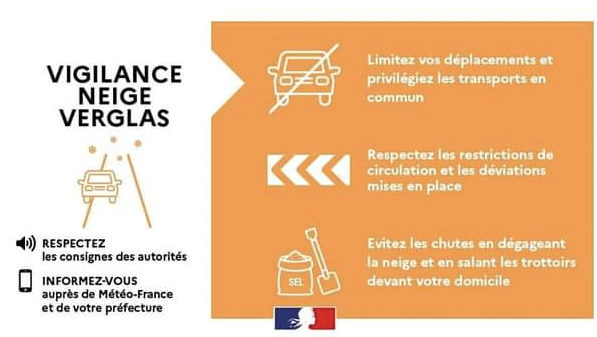 VIGILANCE
NEIGE
VERGLAS
RESPECTEZ
les consignes des autorités
INFORMEZ-VOUS
auprès de Météo-France
et de votre préfecture
Limitez vos déplacements et
privilégiez les transports en
commun
Respectez les restrictions de
circulation et les déviations
mises en place
Evitez les chutes en dégageant
la neige et en salant les trottoirs
devant votre domicile
SEL